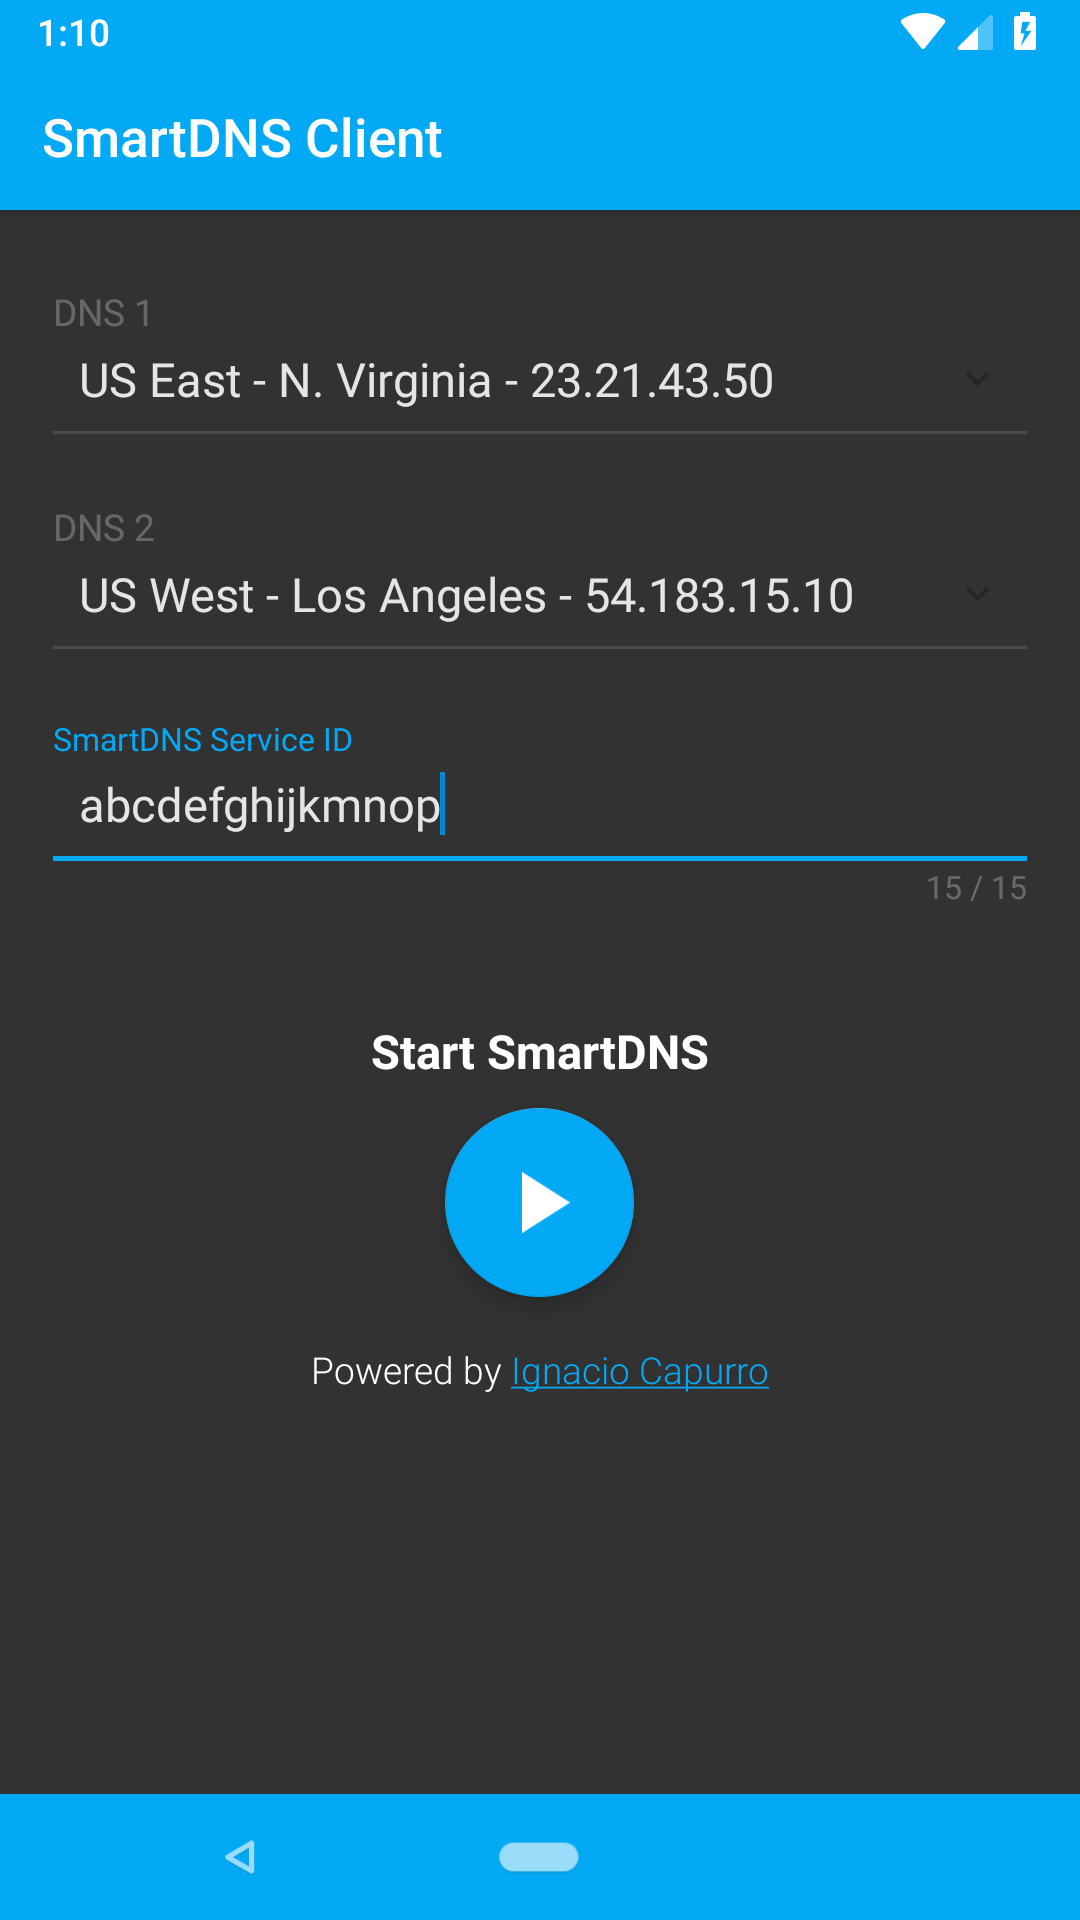 1:10
SmartDNS Client
DNS 1
US East - N. Virginia - 23.21.43.50
DNS 2
US West - Los Angeles - 54.183.15.10
SmartDNS Service ID
abcdefghijkmnop
15 / 15
Start SmartDNS
Powered by Ignacio Capurro